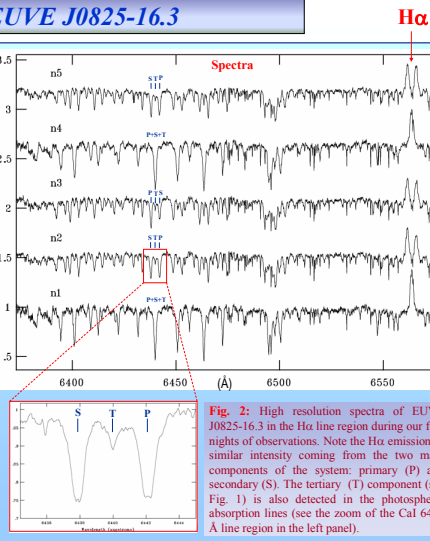 EUVE J0825-16.3
Hα
Spectra
3.5
n5
S T P
3
n4
P+S+T
2.5
n3
P T S
2
n2
S T P
1.5
n1
P+S+T
1
.5
6400
6450
(Å)
6500
6550
S T P
Fig. 2: High resolution spectra of EUVE
J0825-16.3 in the Hα line region during our
nights of observations. Note the Hα emission
similar intensity coming from the two
components of the system: primary (P)
secondary (S). The tertiary (T) component
Fig. 1) is also detected in the
absorption lines (see the zoom of the CaI
Å line region in the left panel).